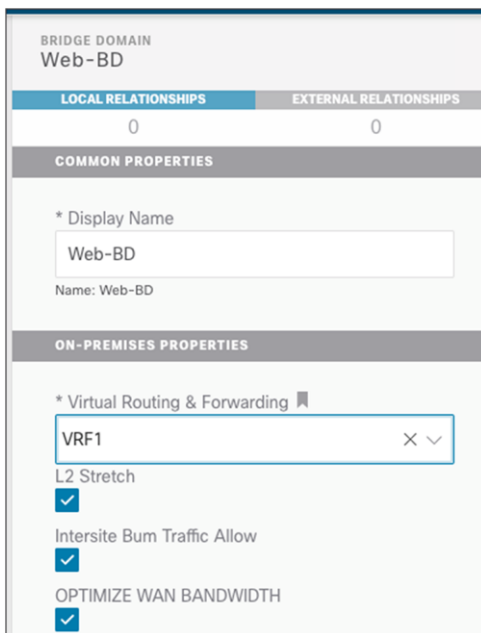 BRIDGE DOMAIN
Web-BD
LOCAL RELATIONSHIPS EXTERNAL RELATIONSHIPS
0 0
COMMON PROPERTIES
* Display Name
Web-BD
Name: Web-BD
ON-PREMISES PROPERTIES
* Virtual Routing & Forwarding
VRF1
L2 Stretch
Intersite Bum Traffic Allow
OPTIMIZE WAN BANDWIDTH